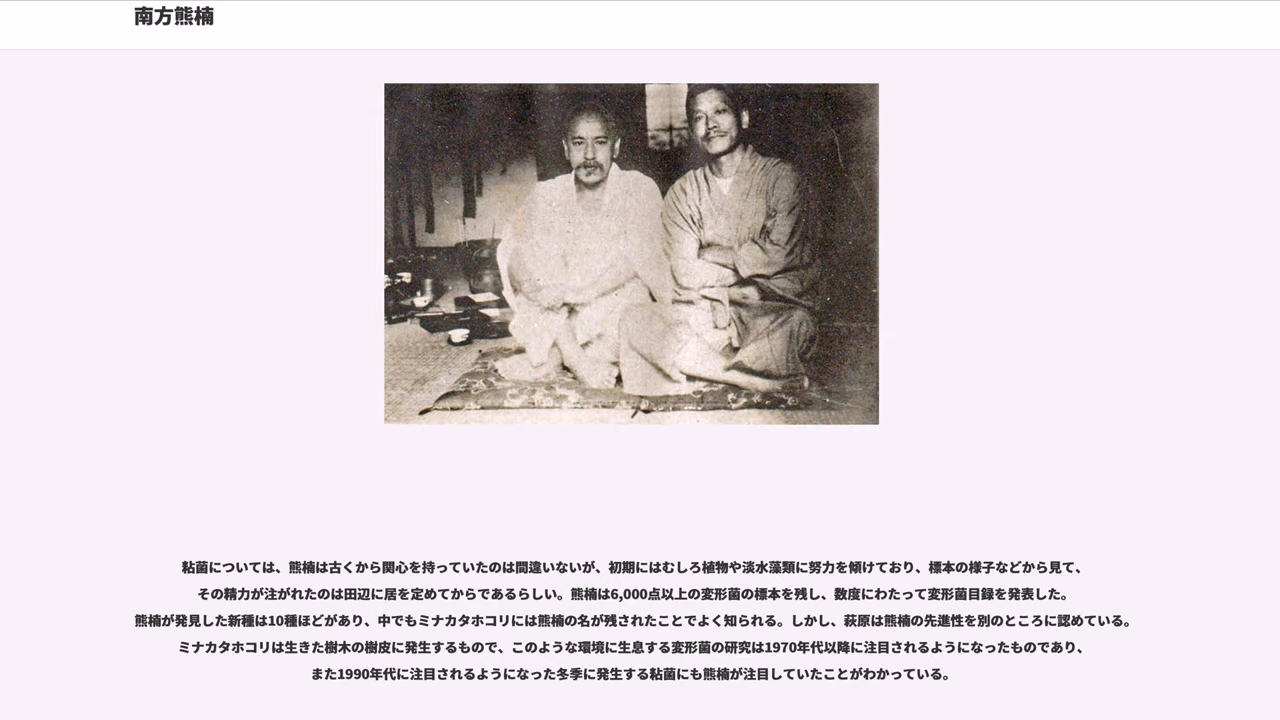 南方熊楠
粘菌については、熊楠は古くから関心を持っていたのは間違いないが、初期にはむしろ植物や淡水藻類に努力を傾けており、標本の様子などから見て、
その精力が注がれたのは田辺に居を定めてからであるらしい。熊楠は6,000点以上の変形菌の標本を残し、数度にわたって変形菌目録を発表した。
熊楠が発見した新種は10種ほどがあり、中でもミナカタホコリには熊楠の名が残されたことでよく知られる。しかし、萩原は熊楠の先進性を別のところに認めている。
ミナカタホコリは生きた樹木の樹皮に発生するもので、このような環境に生息する変形菌の研究は1970年代以降に注目されるようになったものであり、
また1990年代に注目されるようになった冬季に発生する粘菌にも熊楠が注目していたことがわかっている。